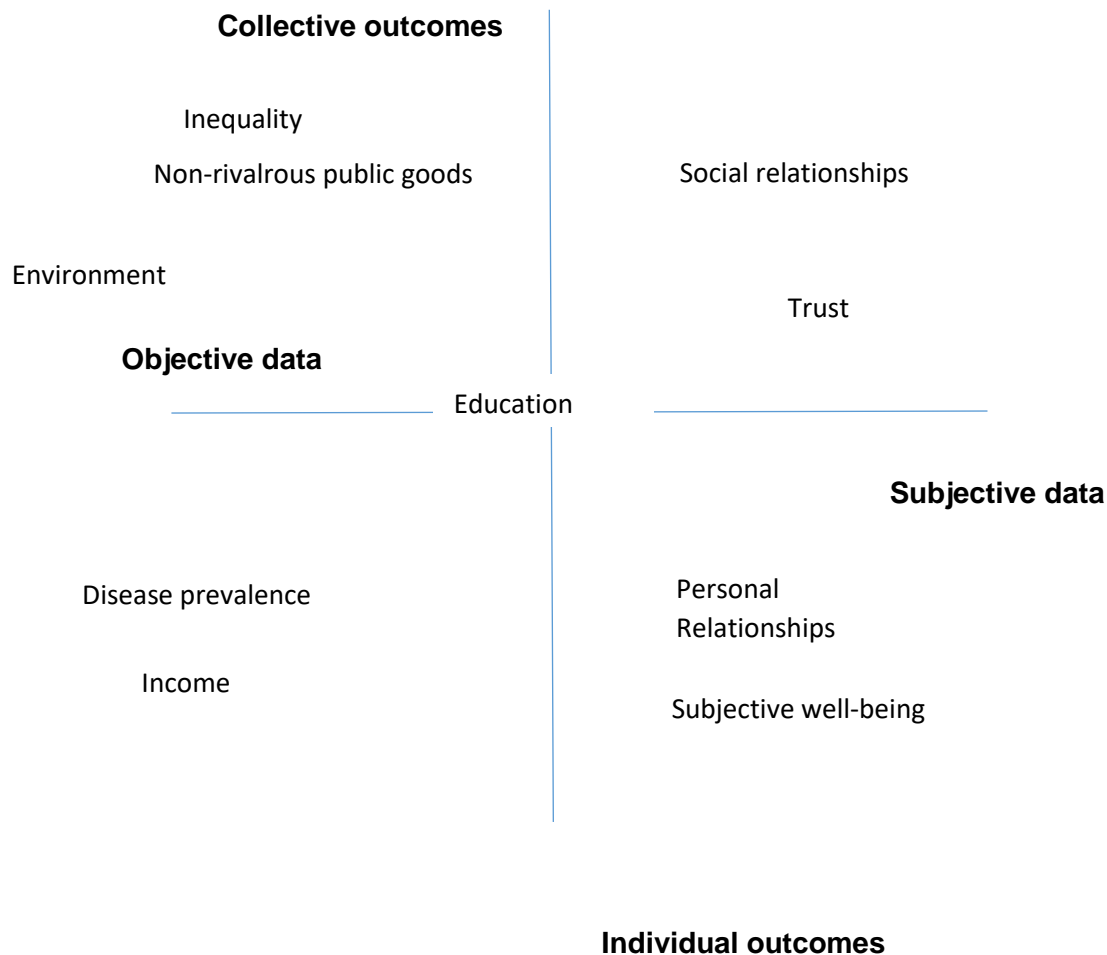 Collective outcomes
Inequality
Non-rivalrous public goods
Social relationships
Environment
Trust
Objective data
Education
Subjective data
Disease prevalence
Personal
Relationships
Income
Subjective well-being
Individual outcomes